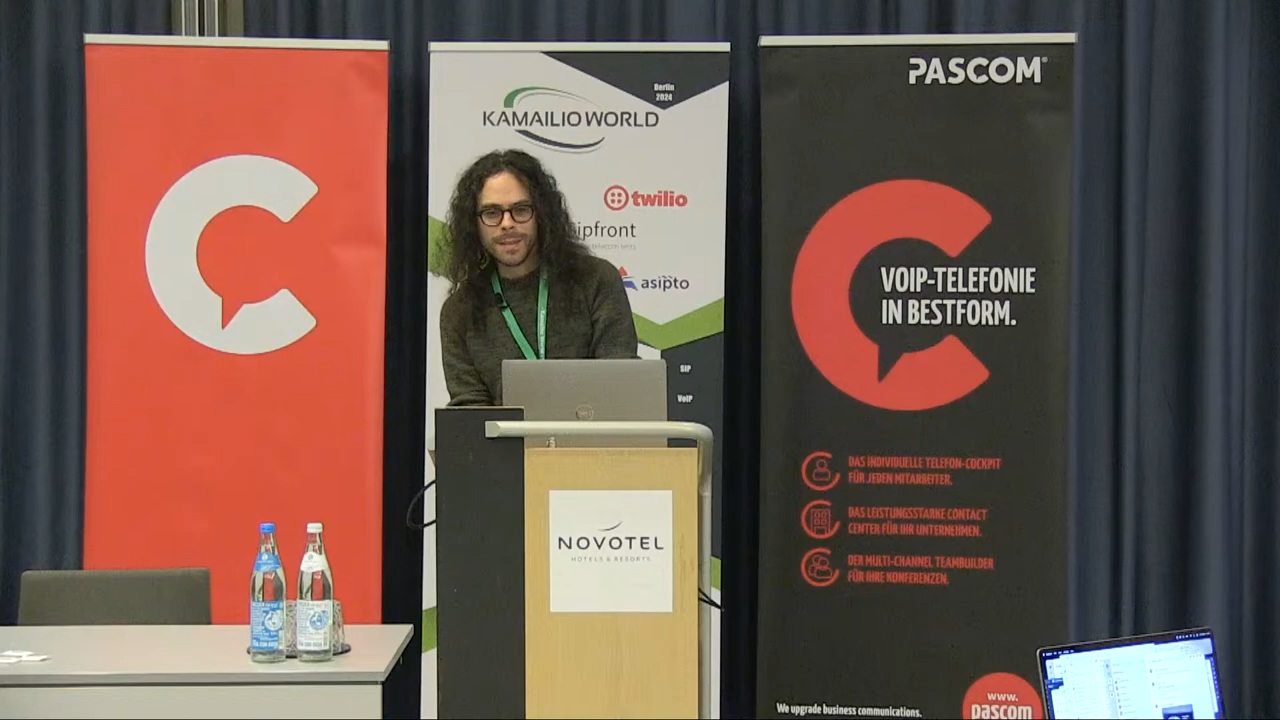 Berlin
2024
KAMAILIO WORLD
twilio
ipfront
asipto
SIP
VoIP
DELL
NOVOTEL
HOTELS & RESORTS
PASCOM
VOIP-TELEFONIE
IN BESTFORM.
DAS INDIVIDUELLE TELEFON-COCKPIT
FÜR JEDEN MITARBEITER.
DAS LEISTUNGSSTARKE CONTACT
CENTER FÜR IHR UNTERNEHMEN.
DER MULTI-CHANNEL TEAMBUILDER
FÜR IHRE KONFERENZEN.
We upgrade business communications.
www.
pascom